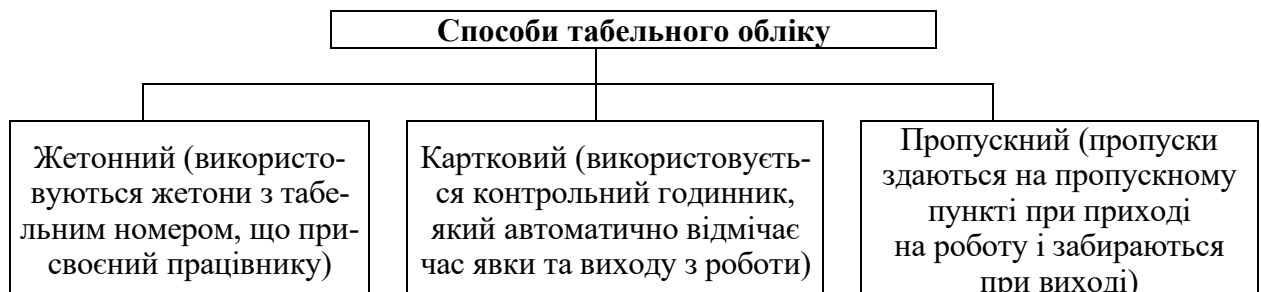 Способи табельного обліку
Жетонний (використо-
вуються жетони з табе-
льним номером, що при-
своєний працівнику)
Картковий (використовуєть-
ся контрольний годинник,
який автоматично відмічає
час явки та виходу з роботи)
Пропускний (пропуски
здаються на пропускному
пункті при приході
на роботу і забираються
при виході)